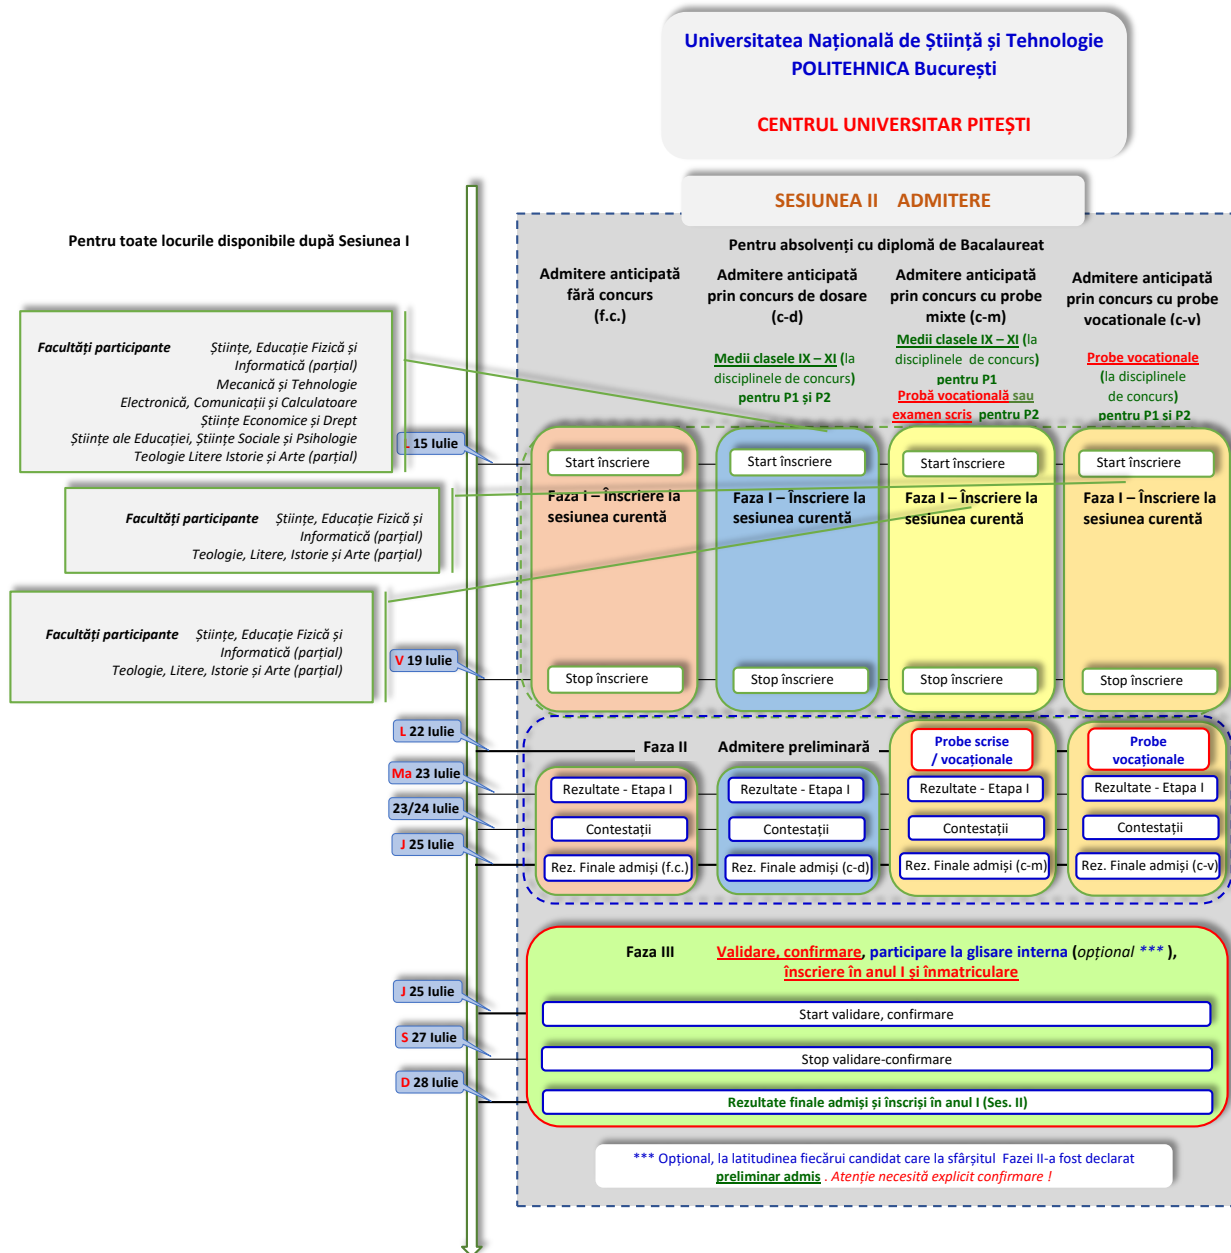 Universitatea Națională de Știință și Tehnologie
POLITEHNICA București
CENTRUL UNIVERSITAR PITEȘTI
SESIUNEA II ADMITERE
Pentru toate locurile disponibile după Sesiunea I
Pentru absolvenți cu diplomă de Bacalaureat
Admitere anticipată
fără concurs
(f.c.)
Admitere anticipată
prin concurs de dosare
(c-d)
Medii clasele IX – XI (la
disciplinele de concurs)
pentru P1 și P2
Admitere anticipată
prin concurs cu probe
mixte (c-m)
Medii clasele IX – XI (la
disciplinele de concurs)
pentru P1
Probă vocațională sau
examen scris pentru P2
Admitere anticipată
prin concurs cu probe
vocationale (c-v)
Probe vocaționale
(la disciplinele
de concurs)
pentru P1 si P2
Facultăți participante Științe, Educație Fizică și
Informatică (parțial)
Mecanică și Tehnologie
Electronică, Comunicații și Calculatoare
Științe Economice și Drept
Științe ale Educației, Științe Sociale și Psihologie
Teologie Litere Istorie și Arte (parțial)
Facultăți participante Științe, Educație Fizică și
Informatică (parțial)
Teologie, Litere, Istorie și Arte (parțial)
Facultăți participante Științe, Educație Fizică și
Informatică (parțial)
Teologie, Litere, Istorie și Arte (parțial)
L 15 Iulie
Start înscriere
Start înscriere
Start înscriere
Start înscriere
Faza I – Înscriere la
sesiunea curentă
Faza I – Înscriere la
sesiunea curentă
Faza I – Înscriere la
sesiunea curentă
Faza I – Înscriere la
sesiunea curentă
V 19 Iulie
Stop înscriere
Stop înscriere
Stop înscriere
Stop înscriere
L 22 Iulie
Faza II Admitere preliminară
Probe scrise
/ vocaționale
Probe
vocaționale
Ma 23 Iulie
Rezultate - Etapa I
Rezultate - Etapa I
Rezultate - Etapa I
Rezultate - Etapa I
23/24 Iulie
Contestații
Contestații
Contestații
Contestații
J 25 Iulie
Rez. Finale admiși (f.c.)
Rez. Finale admiși (c-d)
Rez. Finale admiși (c-m)
Rez. Finale admiși (c-v)
Faza III Validare, confirmare, participare la glisare interna (opțional *** ),
înscriere în anul I și înmatriculare
J 25 Iulie
Start validare, confirmare
S 27 Iulie
Stop validare-confirmare
D 28 Iulie
Rezultate finale admiși și înscriși în anul I (Ses. II)
*** Opțional, la latitudinea fiecărui candidat care la sfârșitul Fazei II-a fost declarat
preliminar admis . Atenție necesită explicit confirmare !